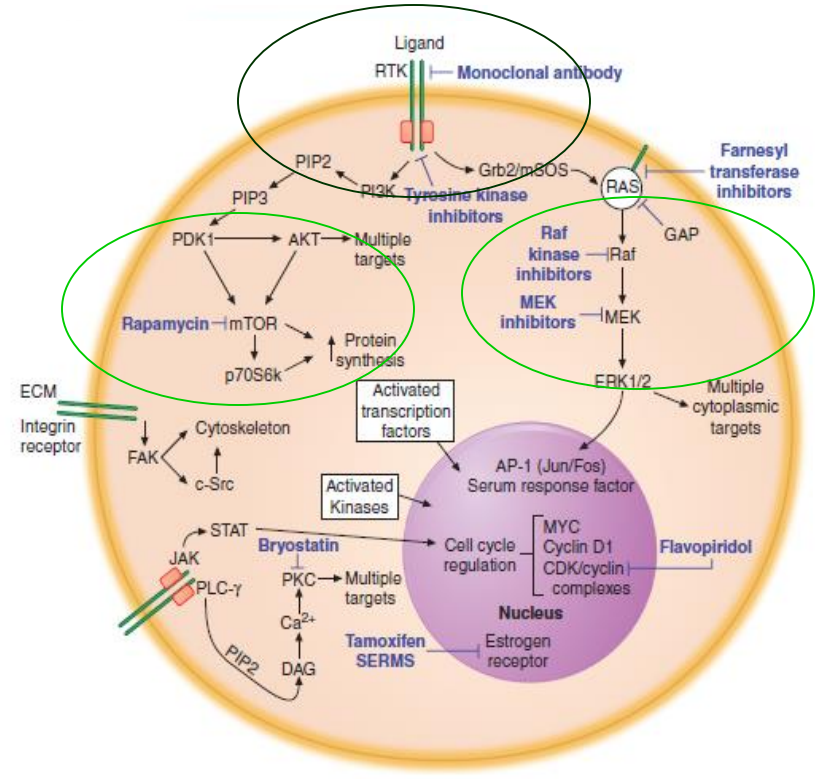 Ligand
RTK
Monoclonal antibody
PIP2
PI3K
Grb2/mSOS
RAS
Farnesyl
transferase
inhibitors
Tyrosine kinase
inhibitors
PIP3
GAP
PDK1
AKT
Multiple
targets
Raf
kinase
inhibitors
Raf
MEK
inhibitors
MEK
Rapamycin
mTOR
Protein
synthesis
p70S6k
ERK1/2
Multiple
cytoplasmic
targets
ECM
Integrin
receptor
Activated
transcription
factors
Cytoskeleton
FAK
c-Src
AP-1 (Jun/Fos)
Serum response factor
Activated
Kinases
STAT
JAK
PLC-γ
Bryostatin
PKC
Multiple
targets
Ca2+
DAG
PIP2
Cell cycle
regulation
MYC
Cyclin D1
CDK/cyclin
complexes
Flavopiridol
Nucleus
Tamoxifen
SERMS
Estrogen
receptor